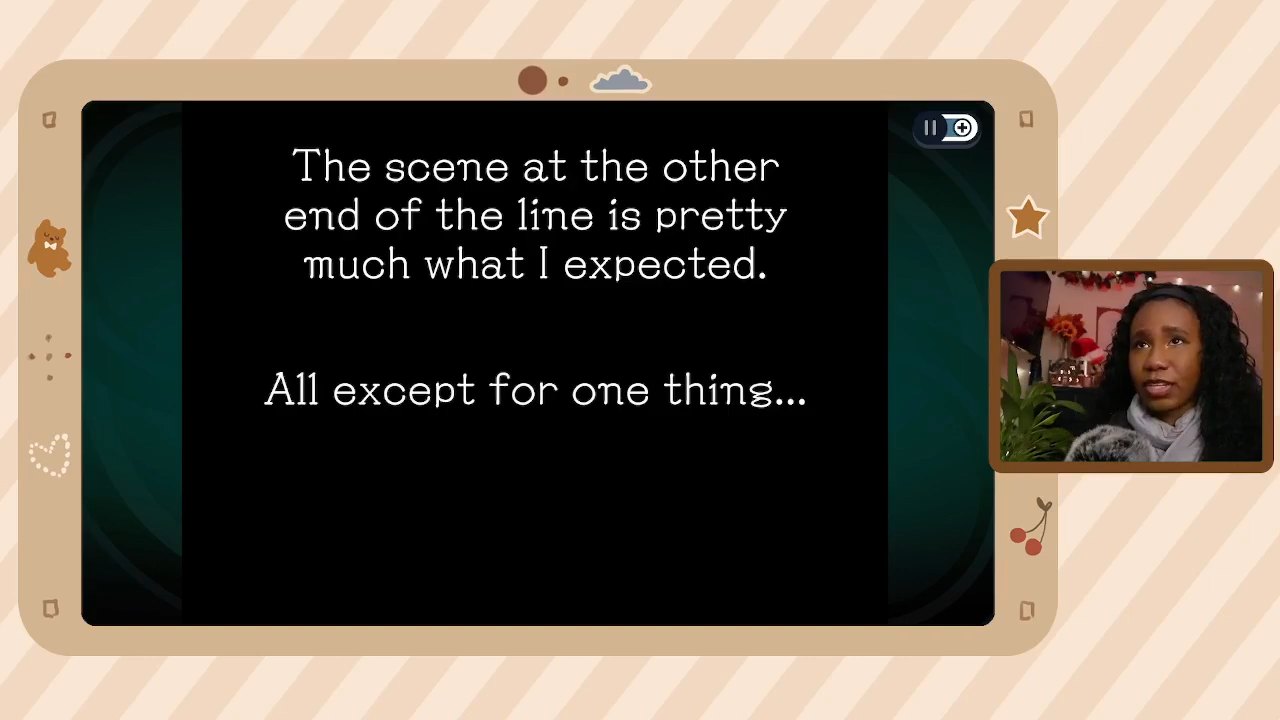 The scene at the other
end of the line is pretty
much what I expected.
All except for one thing...